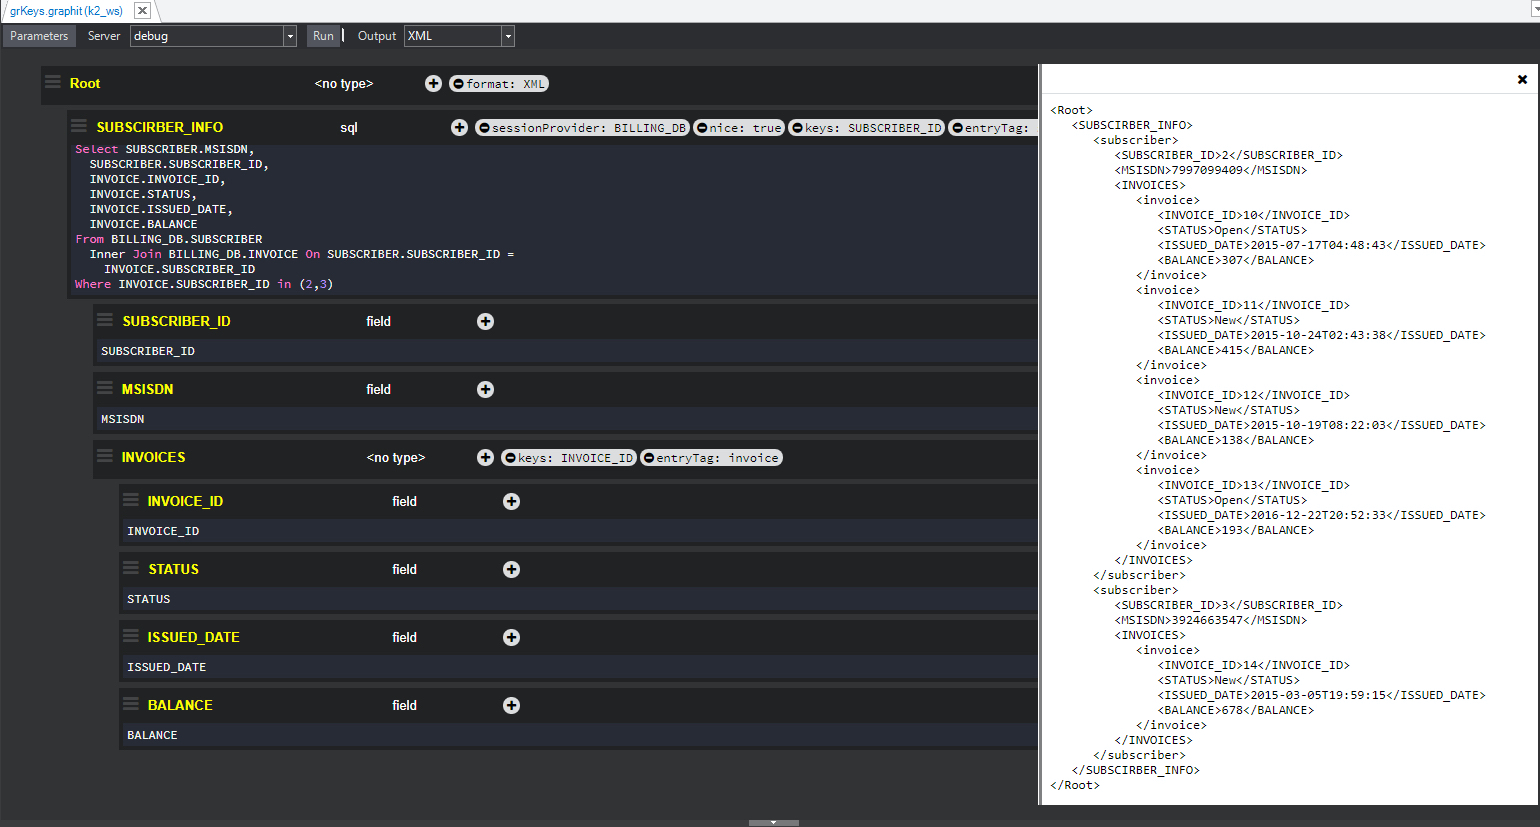 grKeys.graphit (k2_ws)
Parameters Server debug Run Output XML
Root <no type> format: XML
SUBSCIRBER_INFO sql sessionProvider: BILLING_DB nice: true keys: SUBSCRIBER_ID entryTag:
Select SUBSCRIBER.MSISDN,
SUBSCRIBER.SUBSCRIBER_ID,
INVOICE.INVOICE_ID,
INVOICE.STATUS,
INVOICE.ISSUED_DATE,
INVOICE.BALANCE
From BILLING_DB.SUBSCRIBER
Inner Join BILLING_DB.INVOICE On SUBSCRIBER.SUBSCRIBER_ID =
INVOICE.SUBSCRIBER_ID
Where INVOICE.SUBSCRIBER_ID in (2,3)
SUBSCRIBER_ID field
SUBSCRIBER_ID
MSISDN field
MSISDN
INVOICES <no type> keys: INVOICE_ID entryTag: invoice
INVOICE_ID field
INVOICE_ID
STATUS field
STATUS
ISSUED_DATE field
ISSUED_DATE
BALANCE field
BALANCE
<Root>
<SUBSCIRBER_INFO>
<subscriber>
<SUBSCRIBER_ID>2</SUBSCRIBER_ID>
<MSISDN>7997099409</MSISDN>
<INVOICES>
<invoice>
<INVOICE_ID>10</INVOICE_ID>
<STATUS>Open</STATUS>
<ISSUED_DATE>2015-07-17T04:48:43</ISSUED_DATE>
<BALANCE>307</BALANCE>
</invoice>
<invoice>
<INVOICE_ID>11</INVOICE_ID>
<STATUS>New</STATUS>
<ISSUED_DATE>2015-10-24T02:43:38</ISSUED_DATE>
<BALANCE>415</BALANCE>
</invoice>
<invoice>
<INVOICE_ID>12</INVOICE_ID>
<STATUS>New</STATUS>
<ISSUED_DATE>2015-10-19T08:22:03</ISSUED_DATE>
<BALANCE>138</BALANCE>
</invoice>
<invoice>
<INVOICE_ID>13</INVOICE_ID>
<STATUS>Open</STATUS>
<ISSUED_DATE>2016-12-22T20:52:33</ISSUED_DATE>
<BALANCE>193</BALANCE>
</invoice>
</INVOICES>
</subscriber>
<subscriber>
<SUBSCRIBER_ID>3</SUBSCRIBER_ID>
<MSISDN>3924663547</MSISDN>
<INVOICES>
<invoice>
<INVOICE_ID>14</INVOICE_ID>
<STATUS>New</STATUS>
<ISSUED_DATE>2015-03-05T19:59:15</ISSUED_DATE>
<BALANCE>678</BALANCE>
</invoice>
</INVOICES>
</subscriber>
</SUBSCIRBER_INFO>
</Root>